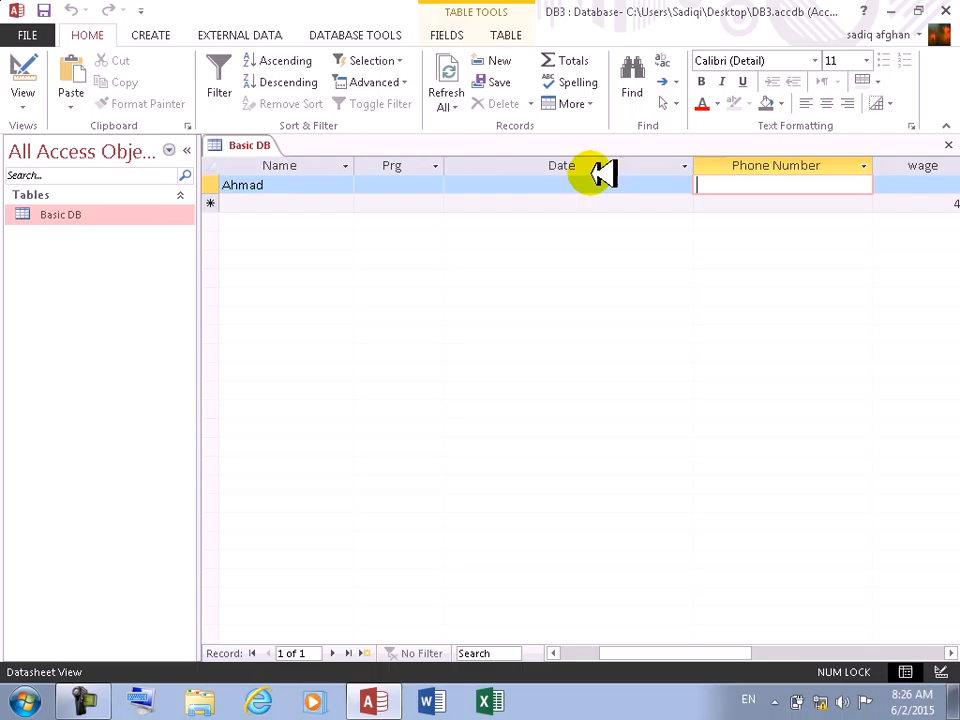 TABLE TOOLS
DB3 : Database- C:\Users\Sadiqi\Desktop\DB3.accdb (Acc...
?
FILE HOME CREATE EXTERNAL DATA DATABASE TOOLS FIELDS TABLE
sadiq afghan
View
Views
Paste
Cut
Copy
Format Painter
Clipboard
Filter
Ascending
Descending
Remove Sort
Selection
Advanced
Toggle Filter
Sort & Filter
Refresh
All
New
Save
Delete
Totals
Spelling
More
Records
Find
Find
Calibri (Detail) 11
B I U
A
Text Formatting
All Access Obje...
Search...
Tables
Basic DB
Basic DB
Name Prg Date Phone Number wage
Ahmad
4
Record: 1 of 1 No Filter Search
Datasheet View
NUM LOCK
EN
8:26 AM
6/2/2015